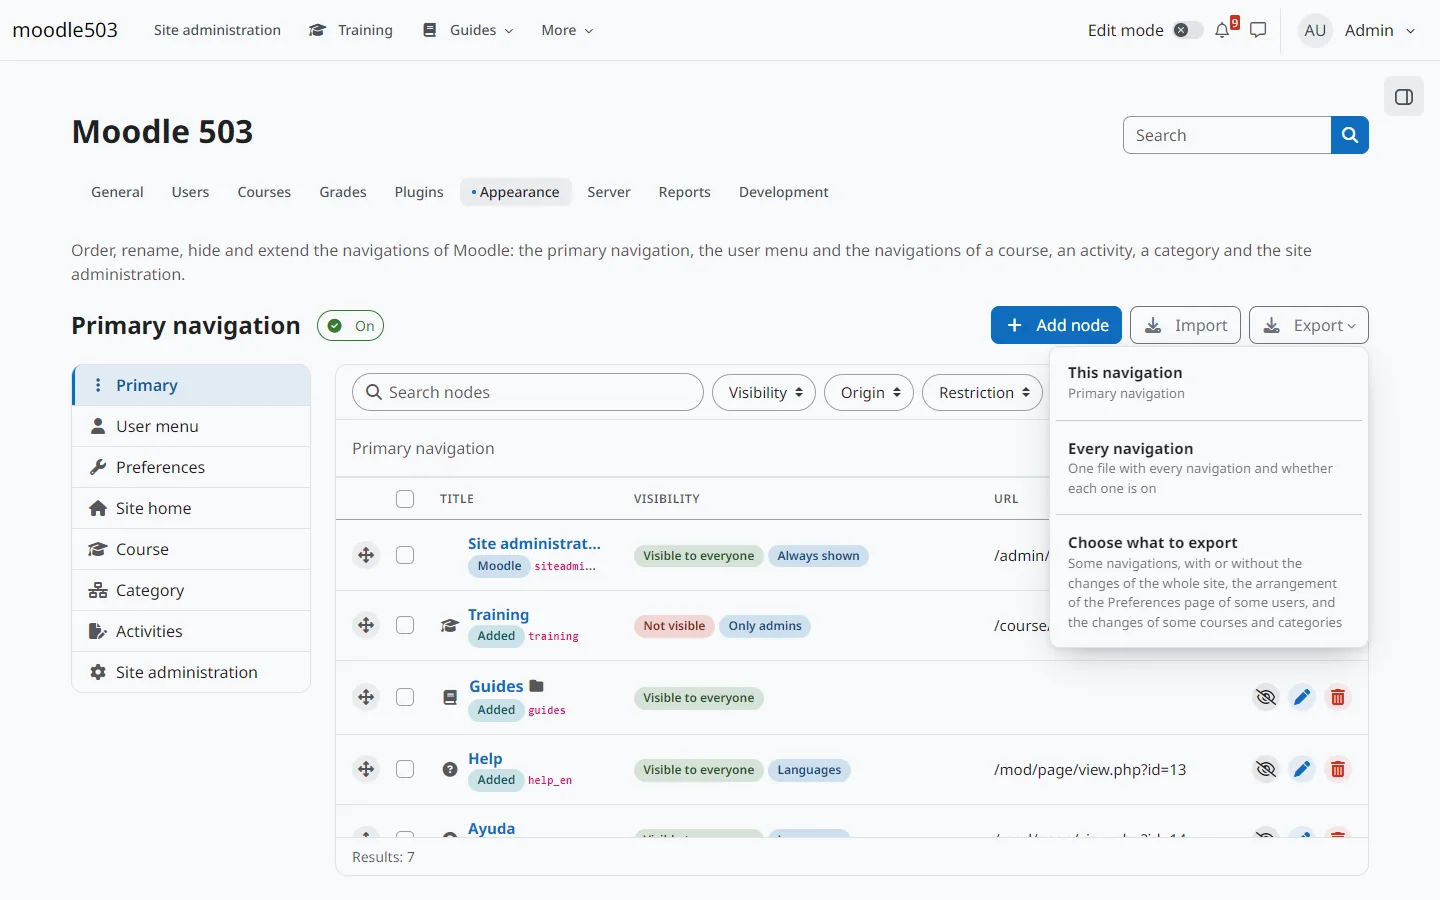 moodle503
Site administration
Training
Guides
More
Edit mode
9
AU
Admin
Moodle 503
Search
General
Users
Courses
Grades
Plugins
Appearance
Server
Reports
Development
Order, rename, hide and extend the navigations of Moodle: the primary navigation, the user menu and the navigations of a course, an activity, a category and the site
administration.
Primary navigation
On
Add node
Import
Export
Primary
User menu
Preferences
Site home
Course
Category
Activities
Site administration
Search nodes
Visibility
Origin
Restriction
This navigation
Primary navigation
Every navigation
One file with every navigation and whether
each one is on
Choose what to export
Some navigations, with or without the
changes of the whole site, the arrangement
of the Preferences page of some users, and
the changes of some courses and categories
Primary navigation
TITLE
VISIBILITY
URL
Site administrat...
Moodle
siteadmi...
Visible to everyone
Always shown
/admin/
Training
Added
training
Not visible
Only admins
/course/
Guides
Added
guides
Visible to everyone
Help
Added
help_en
Visible to everyone
Languages
/mod/page/view.php?id=13
Ayuda
Results: 7